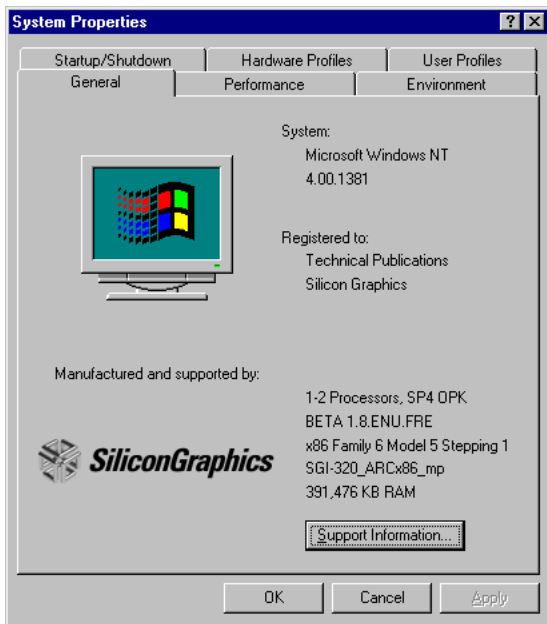 System Properties
Startup/Shutdown
Hardware Profiles
User Profiles
General
Performance
Environment
System:
Microsoft Windows NT
4.00.1381
Registered to:
Technical Publications
Silicon Graphics
Manufactured and supported by:
SiliconGraphics
1-2 Processors, SP4 OPK
BETA 1.8.ENU.FRE
x86 Family 6 Model 5 Stepping 1
SGI-320_ARCx86_mp
391,476 KB RAM
Support Information...
OK
Cancel
Apply